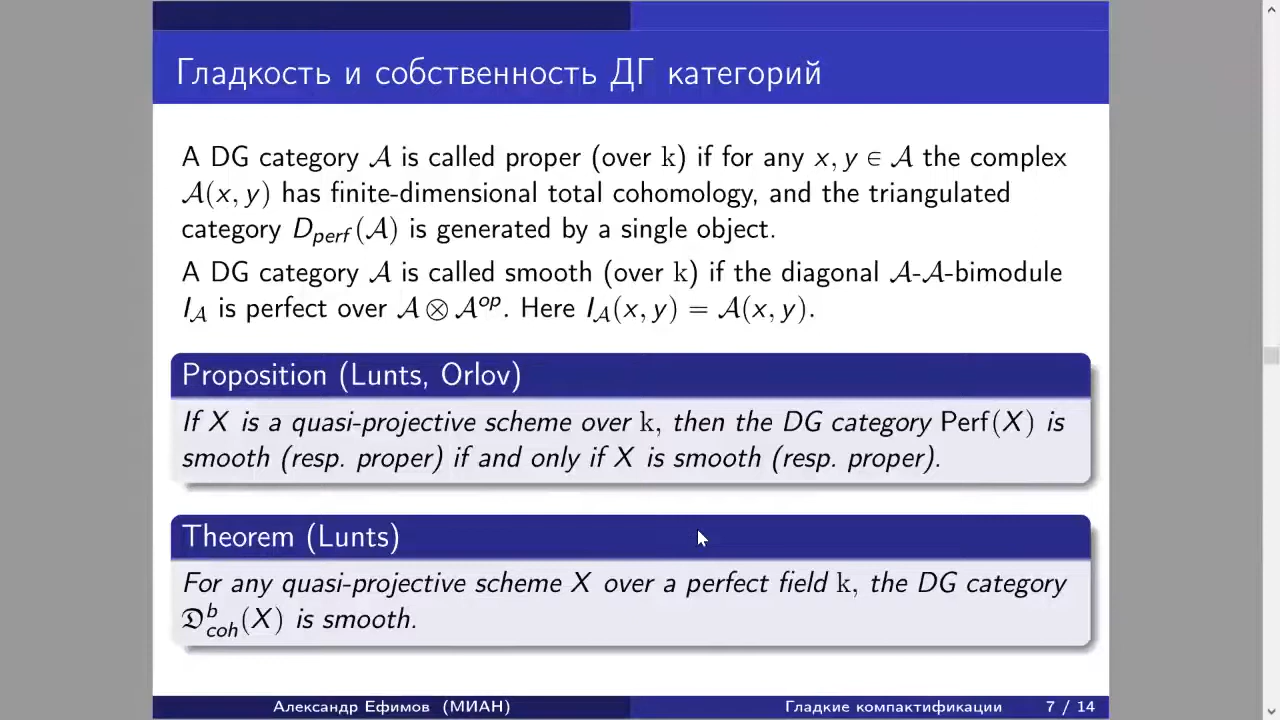 Гладкость и собственность ДГ категорий
A DG category 𝒜 is called proper (over k) if for any x, y ∈ 𝒜 the complex
𝒜(x, y) has finite-dimensional total cohomology, and the triangulated
category D_perf(𝒜) is generated by a single object.
A DG category 𝒜 is called smooth (over k) if the diagonal 𝒜-𝒜-bimodule
I_𝒜 is perfect over 𝒜 ⊗ 𝒜^op. Here I_𝒜(x, y) = 𝒜(x, y).
Proposition (Lunts, Orlov)
If X is a quasi-projective scheme over k, then the DG category Perf(X) is
smooth (resp. proper) if and only if X is smooth (resp. proper).
Theorem (Lunts)
For any quasi-projective scheme X over a perfect field k, the DG category
𝔇^b_coh(X) is smooth.
Александр Ефимов (МИАН) Гладкие компактификации 7 / 14